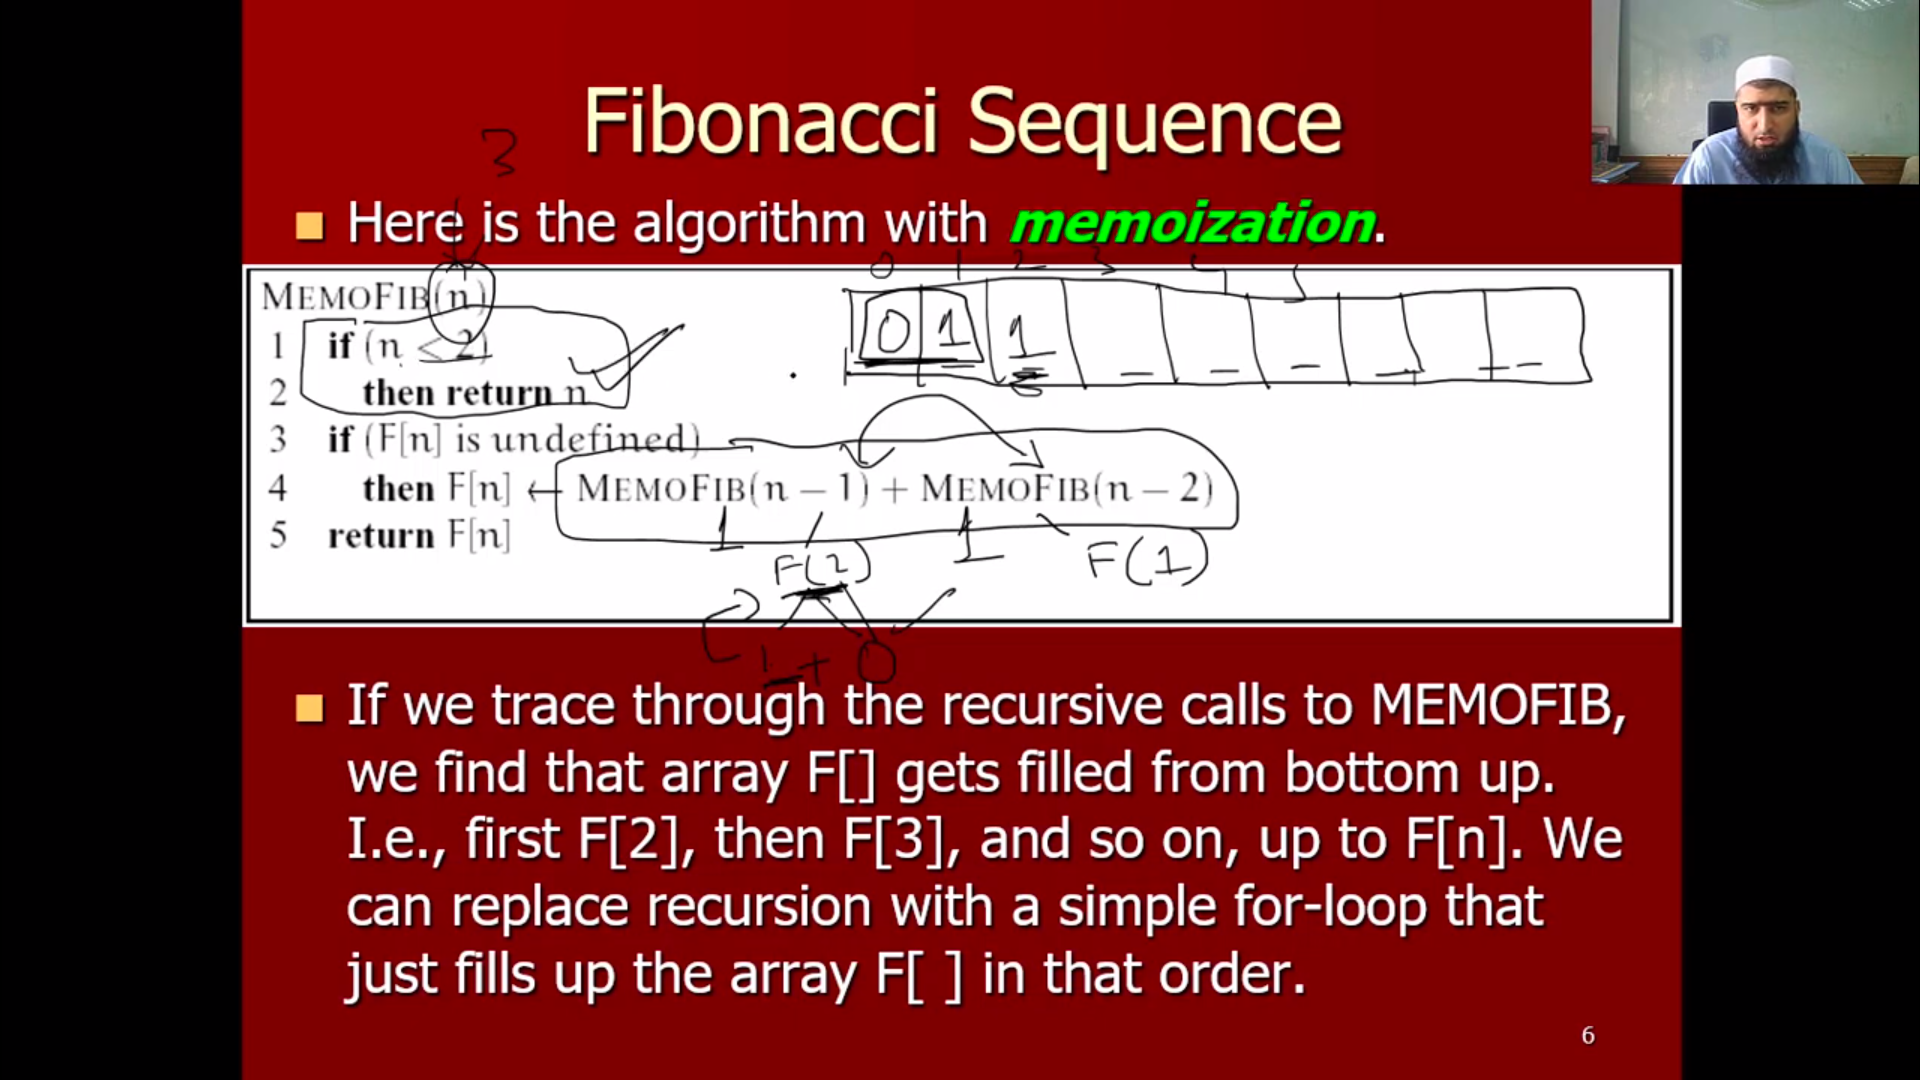 Fibonacci Sequence
3
Here is the algorithm with memoization.
0 1 2 3 4 5
MEMOFIB(n)
0 1 1
1 if (n < 2)
2 then return n
3 if (F[n] is undefined)
4 then F[n] ← MEMOFIB(n − 1) + MEMOFIB(n − 2)
5 return F[n]
1 1
F(2) F(1)
1 + 0
If we trace through the recursive calls to MEMOFIB,
we find that array F[] gets filled from bottom up.
I.e., first F[2], then F[3], and so on, up to F[n]. We
can replace recursion with a simple for-loop that
just fills up the array F[ ] in that order.
6